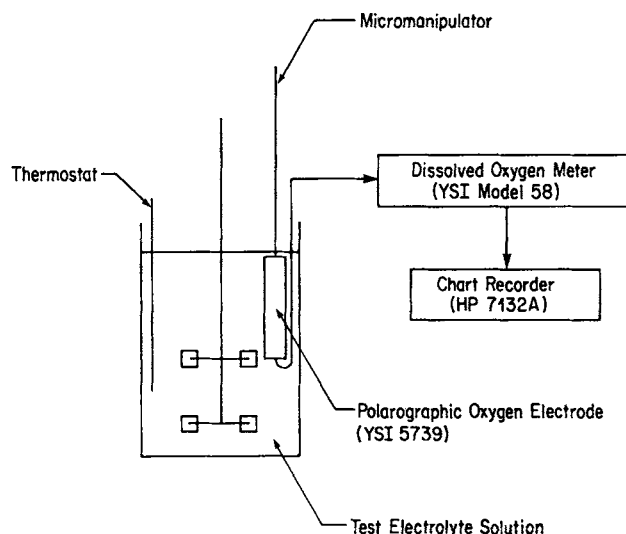 Micromanipulator
Thermostat
Dissolved Oxygen Meter
(YSI Model 58)
Chart Recorder
(HP 7132A)
Polarographic Oxygen Electrode
(YSI 5739)
Test Electrolyte Solution